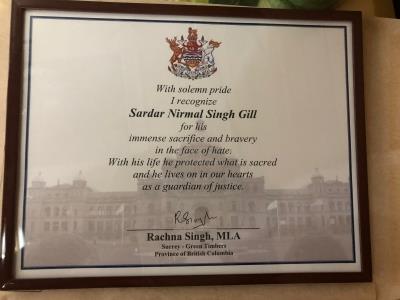 With solemn pride
I recognize
Sardar Nirmal Singh Gill
for his
immense sacrifice and bravery
in the face of hate.
With his life he protected what is sacred
and he lives on in our hearts
as a guardian of justice.
Rachna Singh, MLA
Surrey - Green Timbers
Province of British Columbia